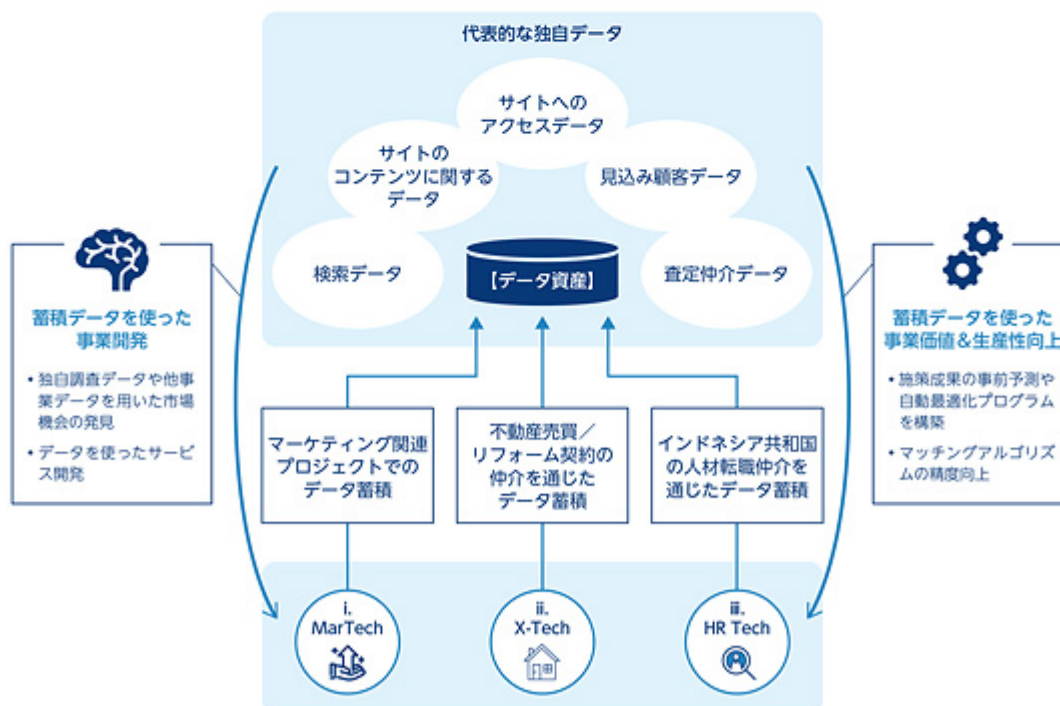 代表的な独自データ
サイトへの
アクセスデータ
サイトの
コンテンツに関する
データ
見込み顧客データ
検索データ
【データ資産】
査定仲介データ
蓄積データを使った
事業開発
• 独自調査データや他事
業データを用いた市場
機会の発見
• データを使ったサービ
ス開発
蓄積データを使った
事業価値&生産性向上
• 施策成果の事前予測や
自動最適化プログラム
を構築
• マッチングアルゴリズ
ムの精度向上
マーケティング関連
プロジェクトでの
データ蓄積
不動産売買／
リフォーム契約の
仲介を通じた
データ蓄積
インドネシア共和国
の人材転職仲介を
通じたデータ蓄積
i.
MarTech
ii.
X-Tech
iii.
HR Tech